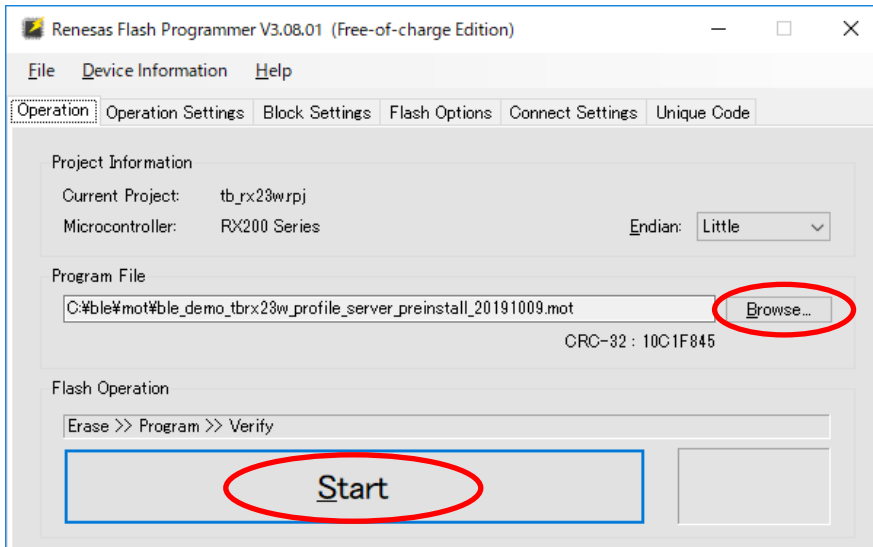 Renesas Flash Programmer V3.08.01 (Free-of-charge Edition)
File Device Information Help
Operation Operation Settings Block Settings Flash Options Connect Settings Unique Code
Project Information
Current Project: tb_rx23w.rpj
Microcontroller: RX200 Series Endian: Little
Program File
C:¥ble¥mot¥ble_demo_tbrx23w_profile_server_preinstall_20191009.mot Browse...
CRC-32 : 10C1F845
Flash Operation
Erase >> Program >> Verify
Start